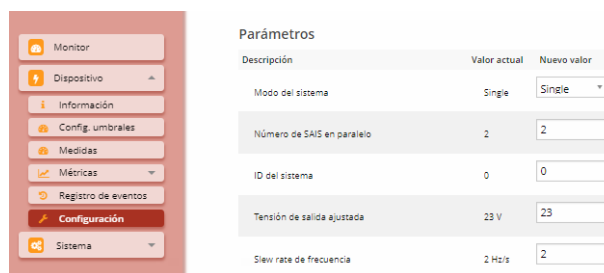 Monitor
Dispositivo
Información
Config. umbrales
Medidas
Métricas
Registro de eventos
Configuración
Sistema
Parámetros
Descripción Valor actual Nuevo valor
Modo del sistema Single Single
Número de SAIS en paralelo 2 2
ID del sistema 0 0
Tensión de salida ajustada 23 V 23
Slew rate de frecuencia 2 Hz/s 2